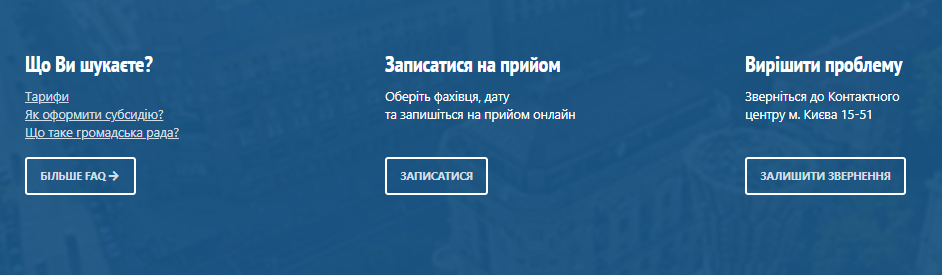 Що Ви шукаєте?
Тарифи
Як оформити субсидію?
Що таке громадська рада?
БІЛЬШЕ FAQ →
Записатися на прийом
Оберіть фахівця, дату
та запишіться на прийом онлайн
ЗАПИСАТИСЯ
Вирішити проблему
Зверніться до Контактного
центру м. Києва 15-51
ЗАЛИШИТИ ЗВЕРНЕННЯ